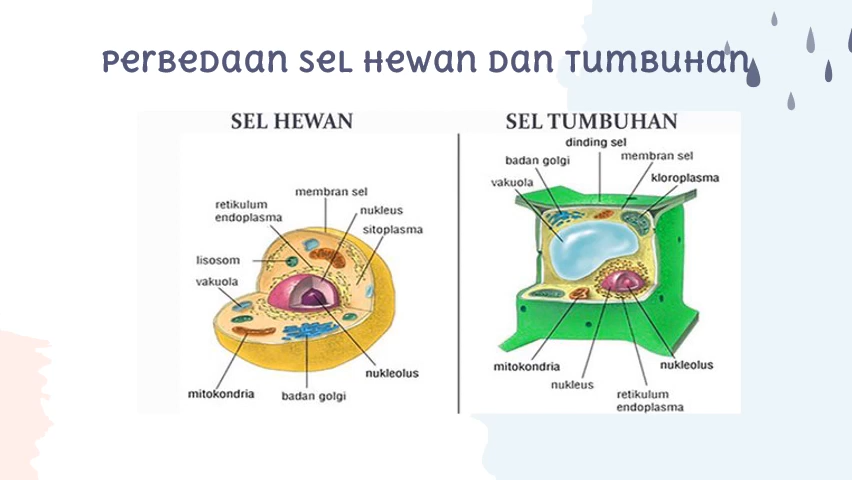 Perbedaan Sel Hewan dan Tumbuhan
SEL HEWAN
membran sel
retikulum
endoplasma
nukleus
sitoplasma
lisosom
vakuola
nukleolus
mitokondria
badan golgi
SEL TUMBUHAN
dinding sel
badan golgi
membran sel
vakuola
kloroplasma
mitokondria
nukleolus
nukleus
retikulum
endoplasma